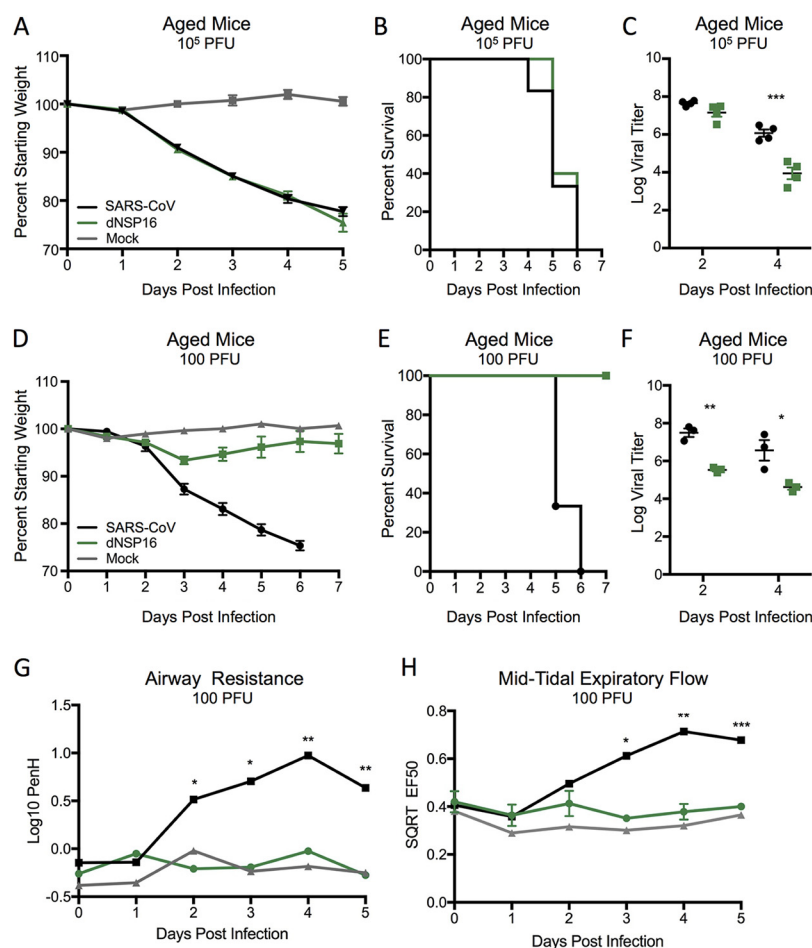 A
Aged Mice
10⁵ PFU
Percent Starting Weight
110
100
90
80
70
SARS-CoV
dNSP16
Mock
0 1 2 3 4 5
Days Post Infection
B
Aged Mice
10⁵ PFU
Percent Survival
100
80
60
40
20
0
0 1 2 3 4 5 6 7
Days Post Infection
C
Aged Mice
10⁵ PFU
Log Viral Titer
10
8
6
4
2
0
***
2 4
Days Post Infection
D
Aged Mice
100 PFU
Percent Starting Weight
110
100
90
80
70
SARS-CoV
dNSP16
Mock
0 1 2 3 4 5 6 7
Days Post Infection
E
Aged Mice
100 PFU
Percent Survival
100
80
60
40
20
0
0 1 2 3 4 5 6 7
Days Post Infection
F
Aged Mice
100 PFU
Log Viral Titer
10
8
6
4
2
0
** *
2 4
Days Post Infection
G
Airway Resistance
100 PFU
Log10 PenH
1.5
1.0
0.5
0.0
-0.5
* * ** **
0 1 2 3 4 5
Days Post Infection
H
Mid-Tidal Expiratory Flow
100 PFU
SQRT EF50
0.8
0.6
0.4
0.2
0.0
* ** ***
0 1 2 3 4 5
Days Post Infection